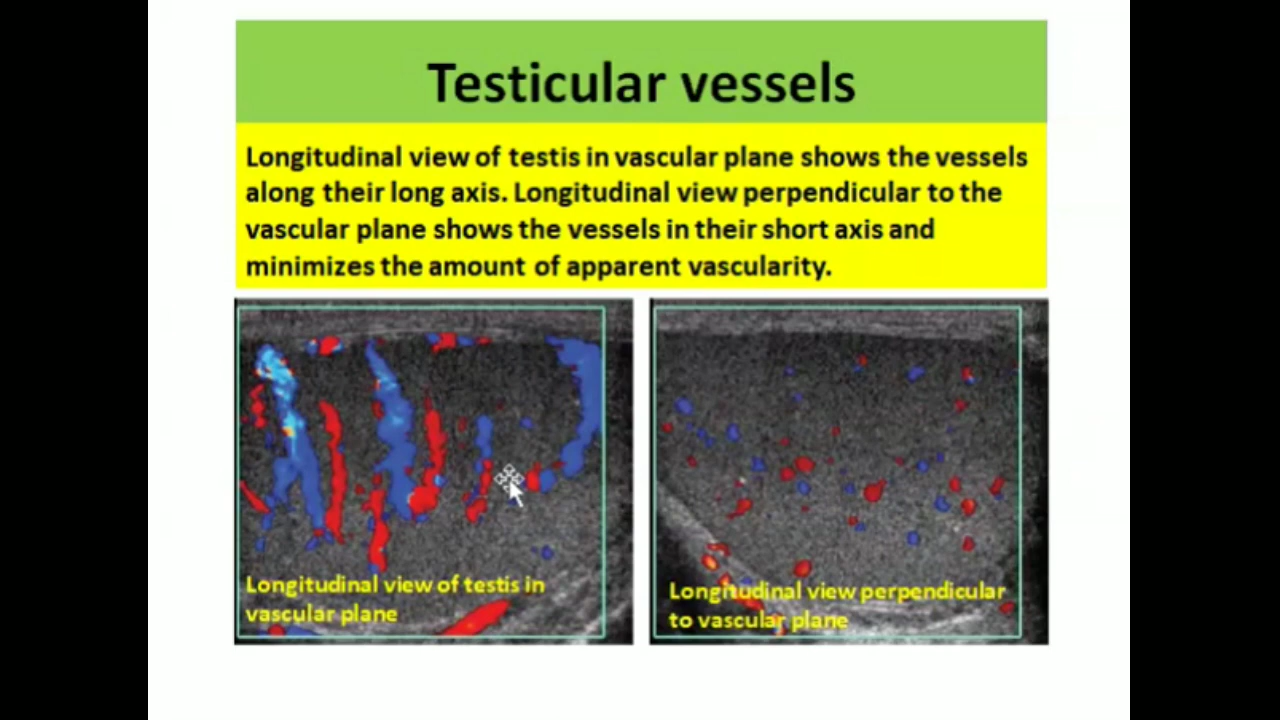 Testicular vessels
Longitudinal view of testis in vascular plane shows the vessels
along their long axis. Longitudinal view perpendicular to the
vascular plane shows the vessels in their short axis and
minimizes the amount of apparent vascularity.
Longitudinal view of testis in
vascular plane
Longitudinal view perpendicular
to vascular plane